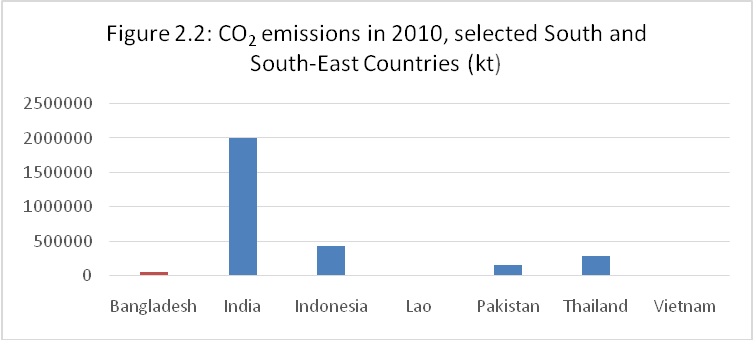 Figure 2.2: CO₂ emissions in 2010, selected South and
South-East Countries (kt)
2500000
2000000
1500000
1000000
500000
0
Bangladesh India Indonesia Lao Pakistan Thailand Vietnam